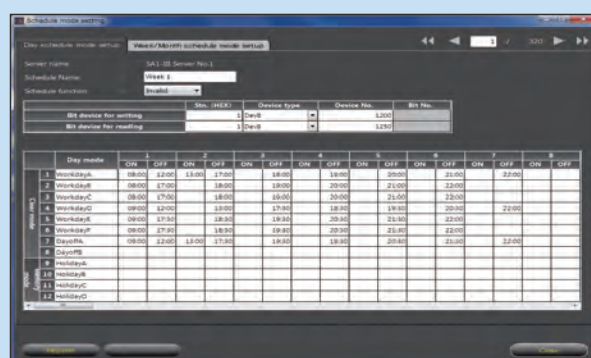 Schedule mode setting
Day schedule mode setup Week/Month schedule mode setup
1 / 320
Server name SA1-III Server No.1
Schedule Name: Week 1
Schedule function Invalid
Stn. (HEX) Device type Device No. Bit No.
Bit device for writing 1 DevB 1200
Bit device for reading 1 DevB 1250
Day mode 1 2 3 4 5 6 7 8
ON OFF ON OFF ON OFF ON OFF ON OFF ON OFF ON OFF ON OFF
1 WorkdayA 08:00 12:00 13:00 17:00 18:00 19:00 20:00 21:00 22:00
2 WorkdayB 08:00 17:00 18:00 19:00 20:00 21:00 22:00
3 WorkdayC 08:00 17:00 18:00 19:00 20:00 21:00 22:00
4 WorkdayD 09:00 12:00 13:00 17:30 18:30 19:30 20:30 22:00
5 WorkdayE 09:00 17:30 18:30 19:30 20:30 21:30 22:00
6 WorkdayF 09:00 17:30 18:30 19:30 20:30 21:30 22:00
7 DayoffA 09:00 12:00 13:00 17:30 18:30 19:30 20:30 21:30 22:00
8 DayoffB
9 HolidayA
10 HolidayB
11 HolidayC
12 HolidayD
Close